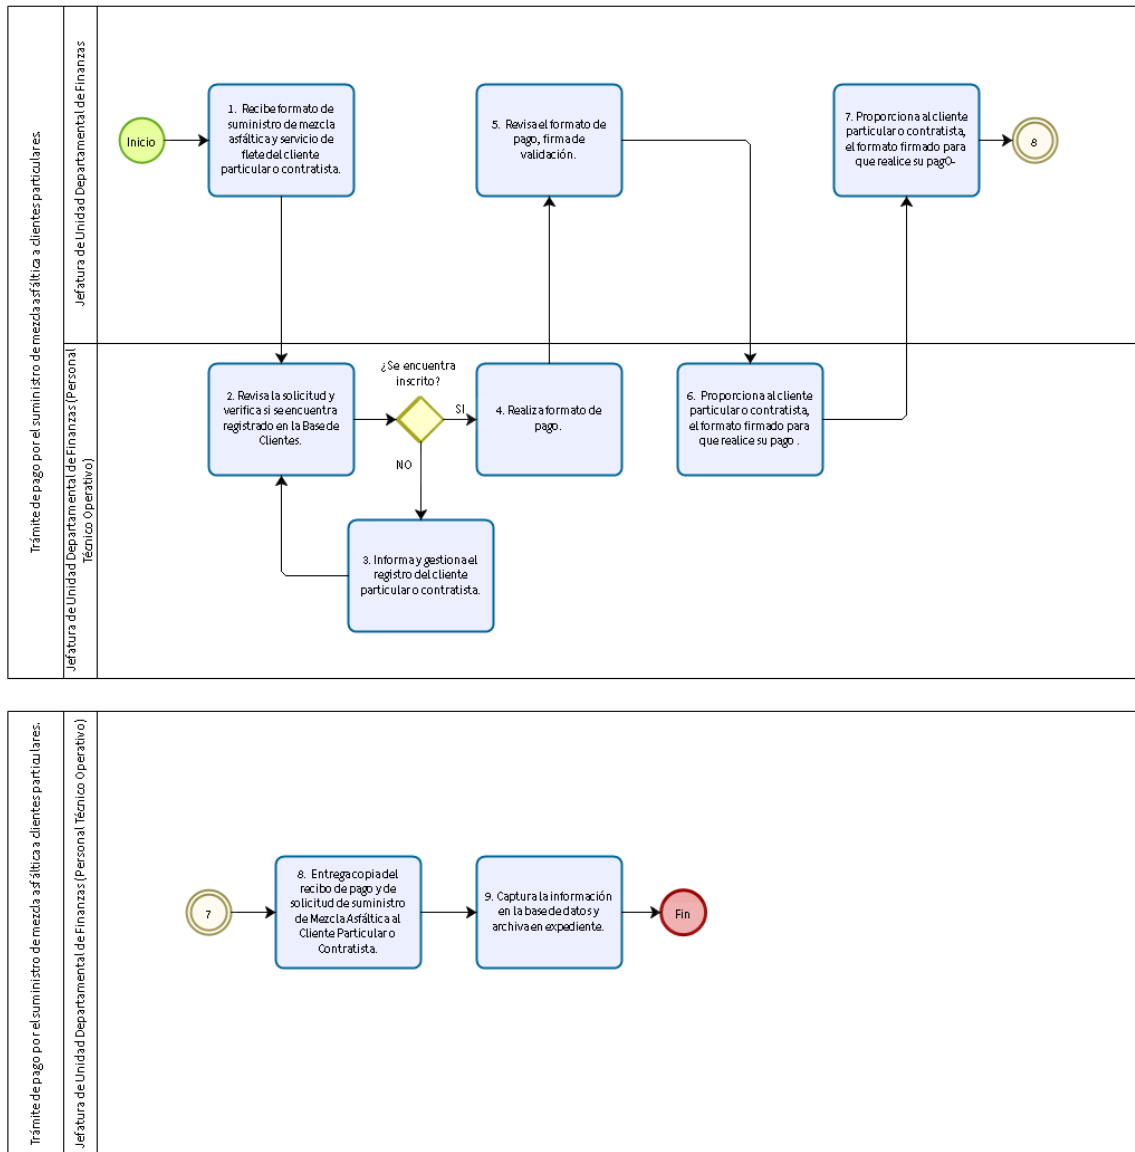 Trámite de pago por el suministro de mezcla asfáltica a clientes particulares.
Jefatura de Unidad Departamental de Finanzas
Inicio
1. Recibe formato de
suministro de mezcla
asfáltica y servicio de
flete del cliente
particular o contratista.
5. Revisa el formato de
pago, firma de
validación.
7. Proporciona al cliente
particular o contratista,
el formato firmado para
que realice su pagO-
8
Jefatura de Unidad Departamental de Finanzas (Personal
Técnico Operativo)
2. Revisa la solicitud y
verifica si se encuentra
registrado en la Base de
Clientes.
¿Se encuentra
inscrito?
SI
NO
4. Realiza formato de
pago.
6. Proporciona al cliente
particular o contratista,
el formato firmado para
que realice su pago .
3. Informa y gestiona el
registro del cliente
particular o contratista.
Trámite de pago por el suministro de mezcla asfáltica a clientes particulares.
Jefatura de Unidad Departamental de Finanzas (Personal Técnico Operativo)
7
8. Entrega copia del
recibo de pago y de
solicitud de suministro
de Mezcla Asfáltica al
Cliente Particular o
Contratista.
9. Captura la información
en la base de datos y
archiva en expediente.
Fin